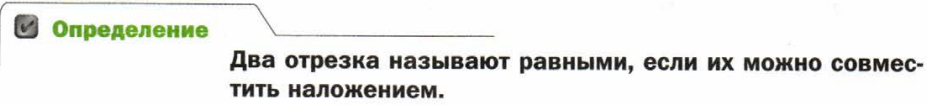 Определение
Два отрезка называют равными, если их можно совмес-
тить наложением.